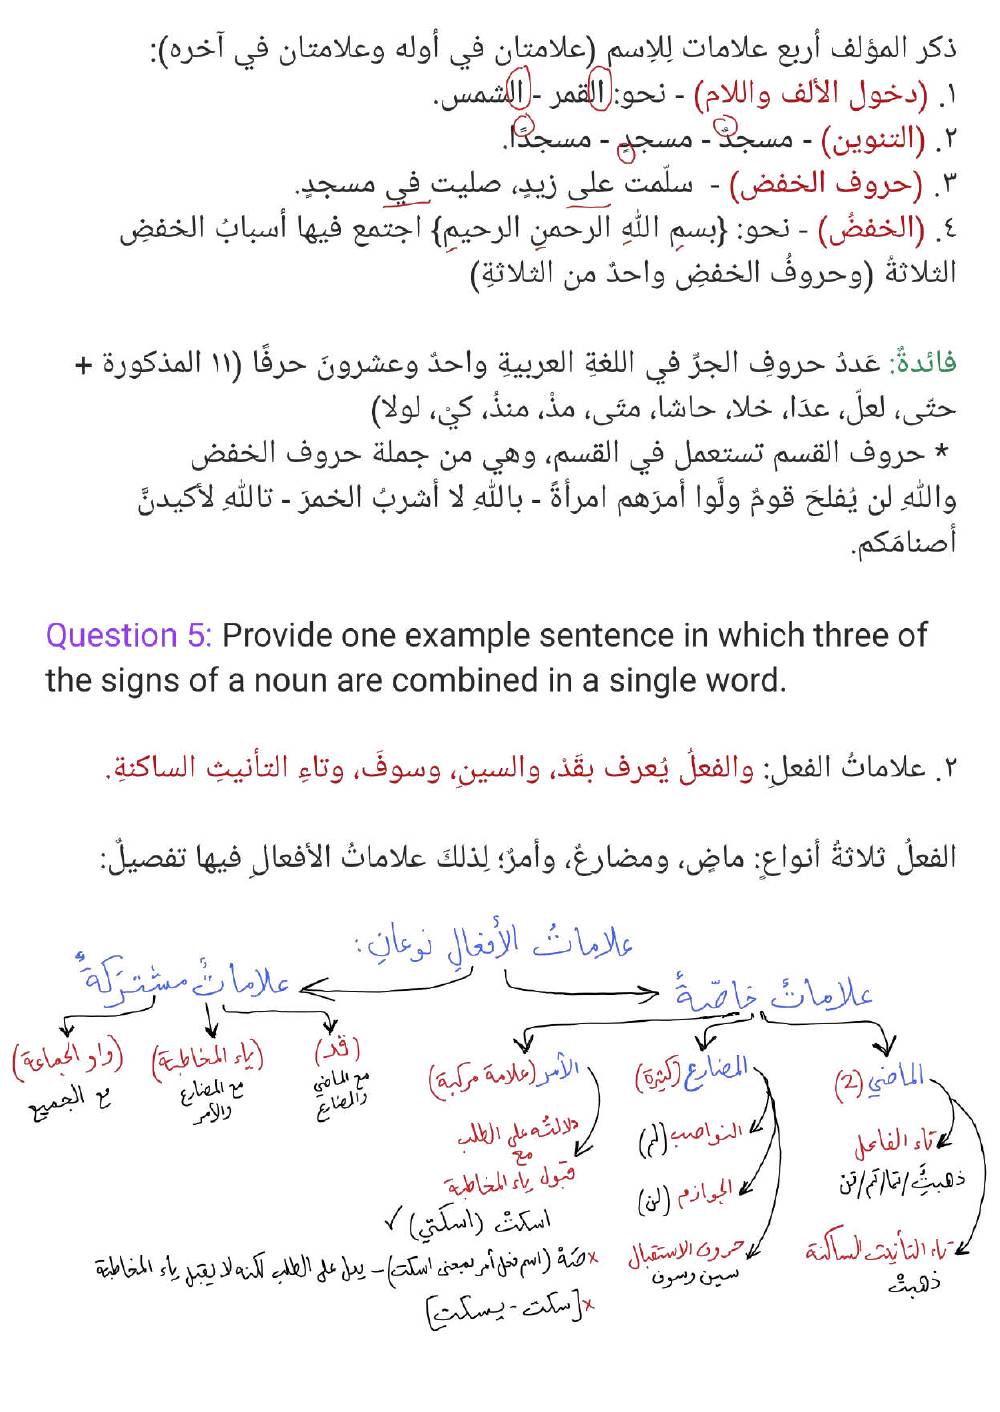 ذكر المؤلف أربع علامات لِلاِسم (علامتان في أوله وعلامتان في آخره):
١. (دخول الألف واللام) - نحو: القمر - الشمس.
٢. (التنوين) - مسجدٌ - مسجدٍ - مسجدًا.
٣. (حروف الخفض) - سلّمت على زيدٍ، صليت في مسجدٍ.
٤. (الخفضُ) - نحو: {بسمِ اللهِ الرحمنِ الرحيمِ} اجتمع فيها أسبابُ الخفضِ
الثلاثةُ (وحروفُ الخفضِ واحدٌ من الثلاثةِ)
فائدةٌ: عَددُ حروفِ الجرِّ في اللغةِ العربيةِ واحدٌ وعشرونَ حرفًا (١١ المذكورة +
حتّى، لعلّ، عدَا، خلا، حاشا، متَى، مذْ، منذُ، كيْ، لولا)
* حروف القسم تستعمل في القسم، وهي من جملة حروف الخفض
واللهِ لن يُفلحَ قومٌ ولَّوا أمرَهم امرأةً - باللهِ لا أشربُ الخمرَ - تاللهِ لأكيدنَّ
أصنامَكم.
Question 5: Provide one example sentence in which three of
the signs of a noun are combined in a single word.
٢. علاماتُ الفعلِ: والفعلُ يُعرف بقَدْ، والسينِ، وسوفَ، وتاءِ التأنيثِ الساكنةِ.
الفعلُ ثلاثةُ أنواعٍ: ماضٍ، ومضارعٌ، وأمرٌ؛ لِذلكَ علاماتُ الأفعالِ فيها تفصيلٌ:
علاماتُ الأفعالِ نوعانِ:
علاماتٌ خاصّةٌ
علاماتٌ مشتركةٌ
الماضي (2)
تاء الفاعل
ذهبتَُِ/تما/تم/تن
تاء التأنيث الساكنة
ذهبتْ
المضارع (كثيرة)
النواصب (لم)
الجوازم (لن)
حروف الاستقبال
سين وسوف
الأمر (علامة مركبة)
دلالته على الطلب
مع
قبول ياء المخاطبة
اسكتْ (اسكتي) ✓
×صَهْ (اسم فعل أمر بمعنى اسكت) - يدل على الطلب لكنه لا يقبل ياء المخاطبة
×[سكت - يسكت]
(قد)
مع الماضي
والمضارع
(ياء المخاطبة)
مع المضارع
والأمر
(واو الجماعة)
مع الجميع